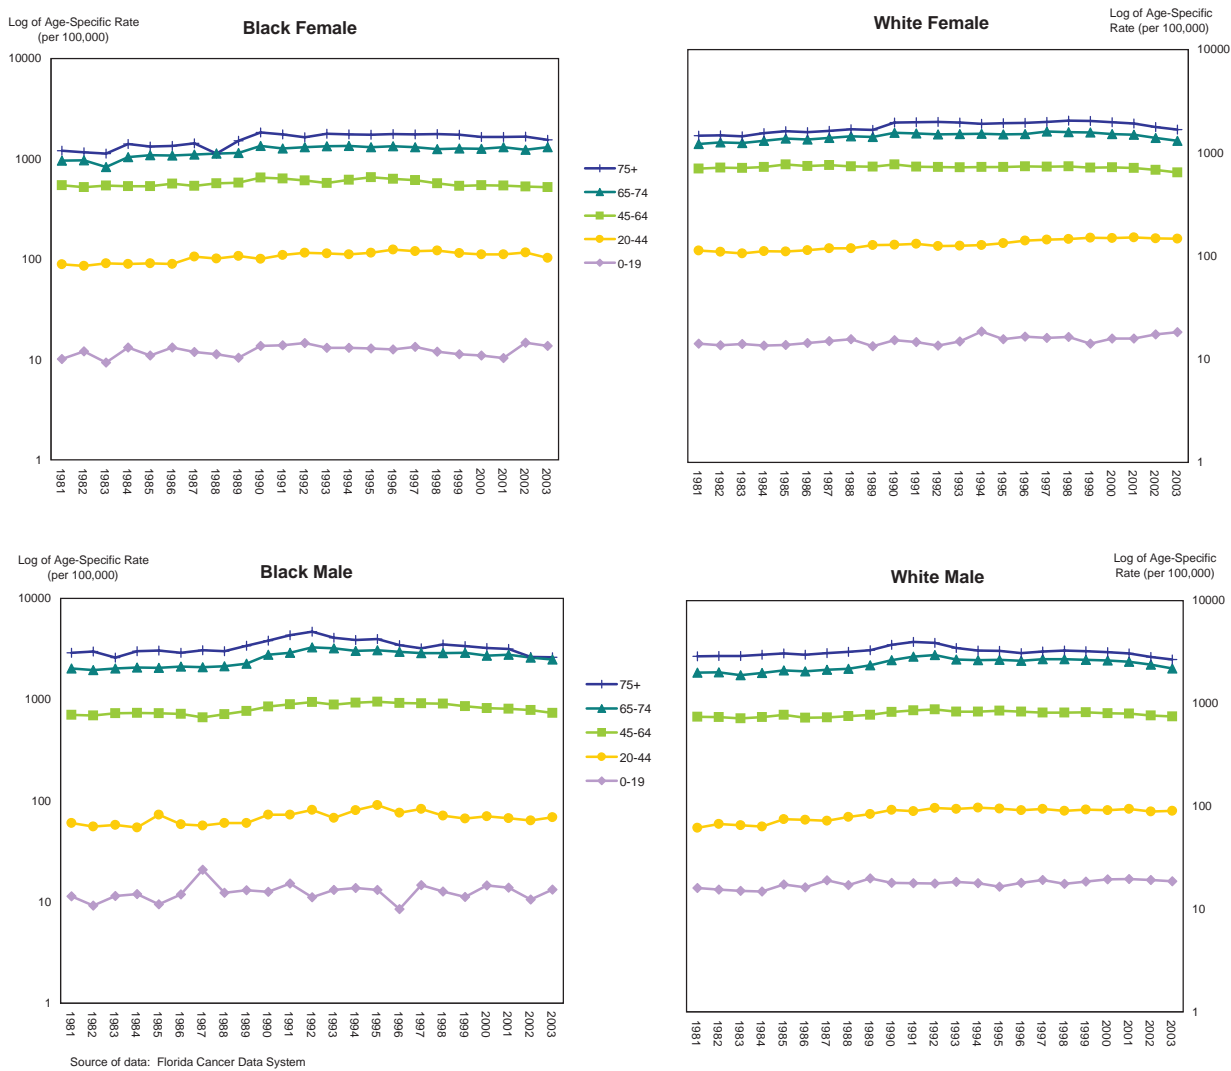 Log of Age-Specific Rate
(per 100,000)
Black Female
10000
1000
100
10
1
1981 1982 1983 1984 1985 1986 1987 1988 1989 1990 1991 1992 1993 1994 1995 1996 1997 1998 1999 2000 2001 2002 2003
75+
65-74
45-64
20-44
0-19
White Female
Log of Age-Specific
Rate (per 100,000)
10000
1000
100
10
1
1981 1982 1983 1984 1985 1986 1987 1988 1989 1990 1991 1992 1993 1994 1995 1996 1997 1998 1999 2000 2001 2002 2003
Log of Age-Specific Rate
(per 100,000)
Black Male
10000
1000
100
10
1
1981 1982 1983 1984 1985 1986 1987 1988 1989 1990 1991 1992 1993 1994 1995 1996 1997 1998 1999 2000 2001 2002 2003
75+
65-74
45-64
20-44
0-19
White Male
Log of Age-Specific
Rate (per 100,000)
10000
1000
100
10
1
1981 1982 1983 1984 1985 1986 1987 1988 1989 1990 1991 1992 1993 1994 1995 1996 1997 1998 1999 2000 2001 2002 2003
Source of data: Florida Cancer Data System